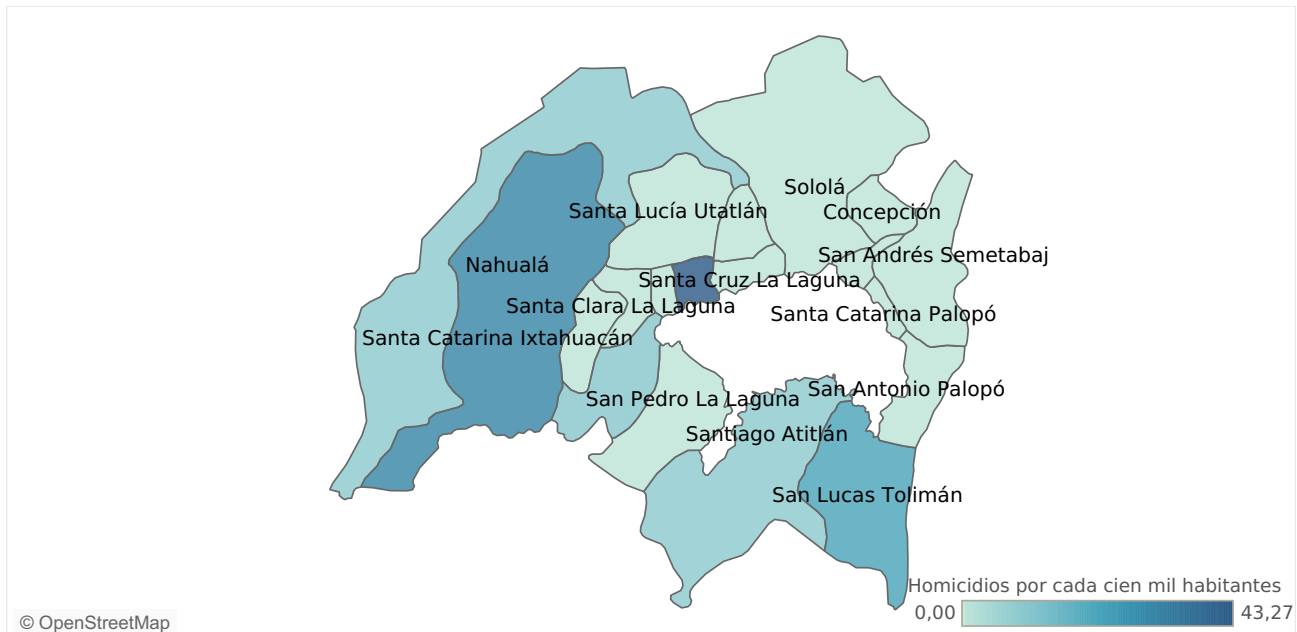 Sololá
Santa Lucía Utatlán
Concepción
San Andrés Semetabaj
Nahualá
Santa Cruz La Laguna
Santa Clara La Laguna
Santa Catarina Palopó
Santa Catarina Ixtahuacán
San Antonio Palopó
San Pedro La Laguna
Santiago Atitlán
San Lucas Tolimán
Homicidios por cada cien mil habitantes
0,00 43,27
© OpenStreetMap